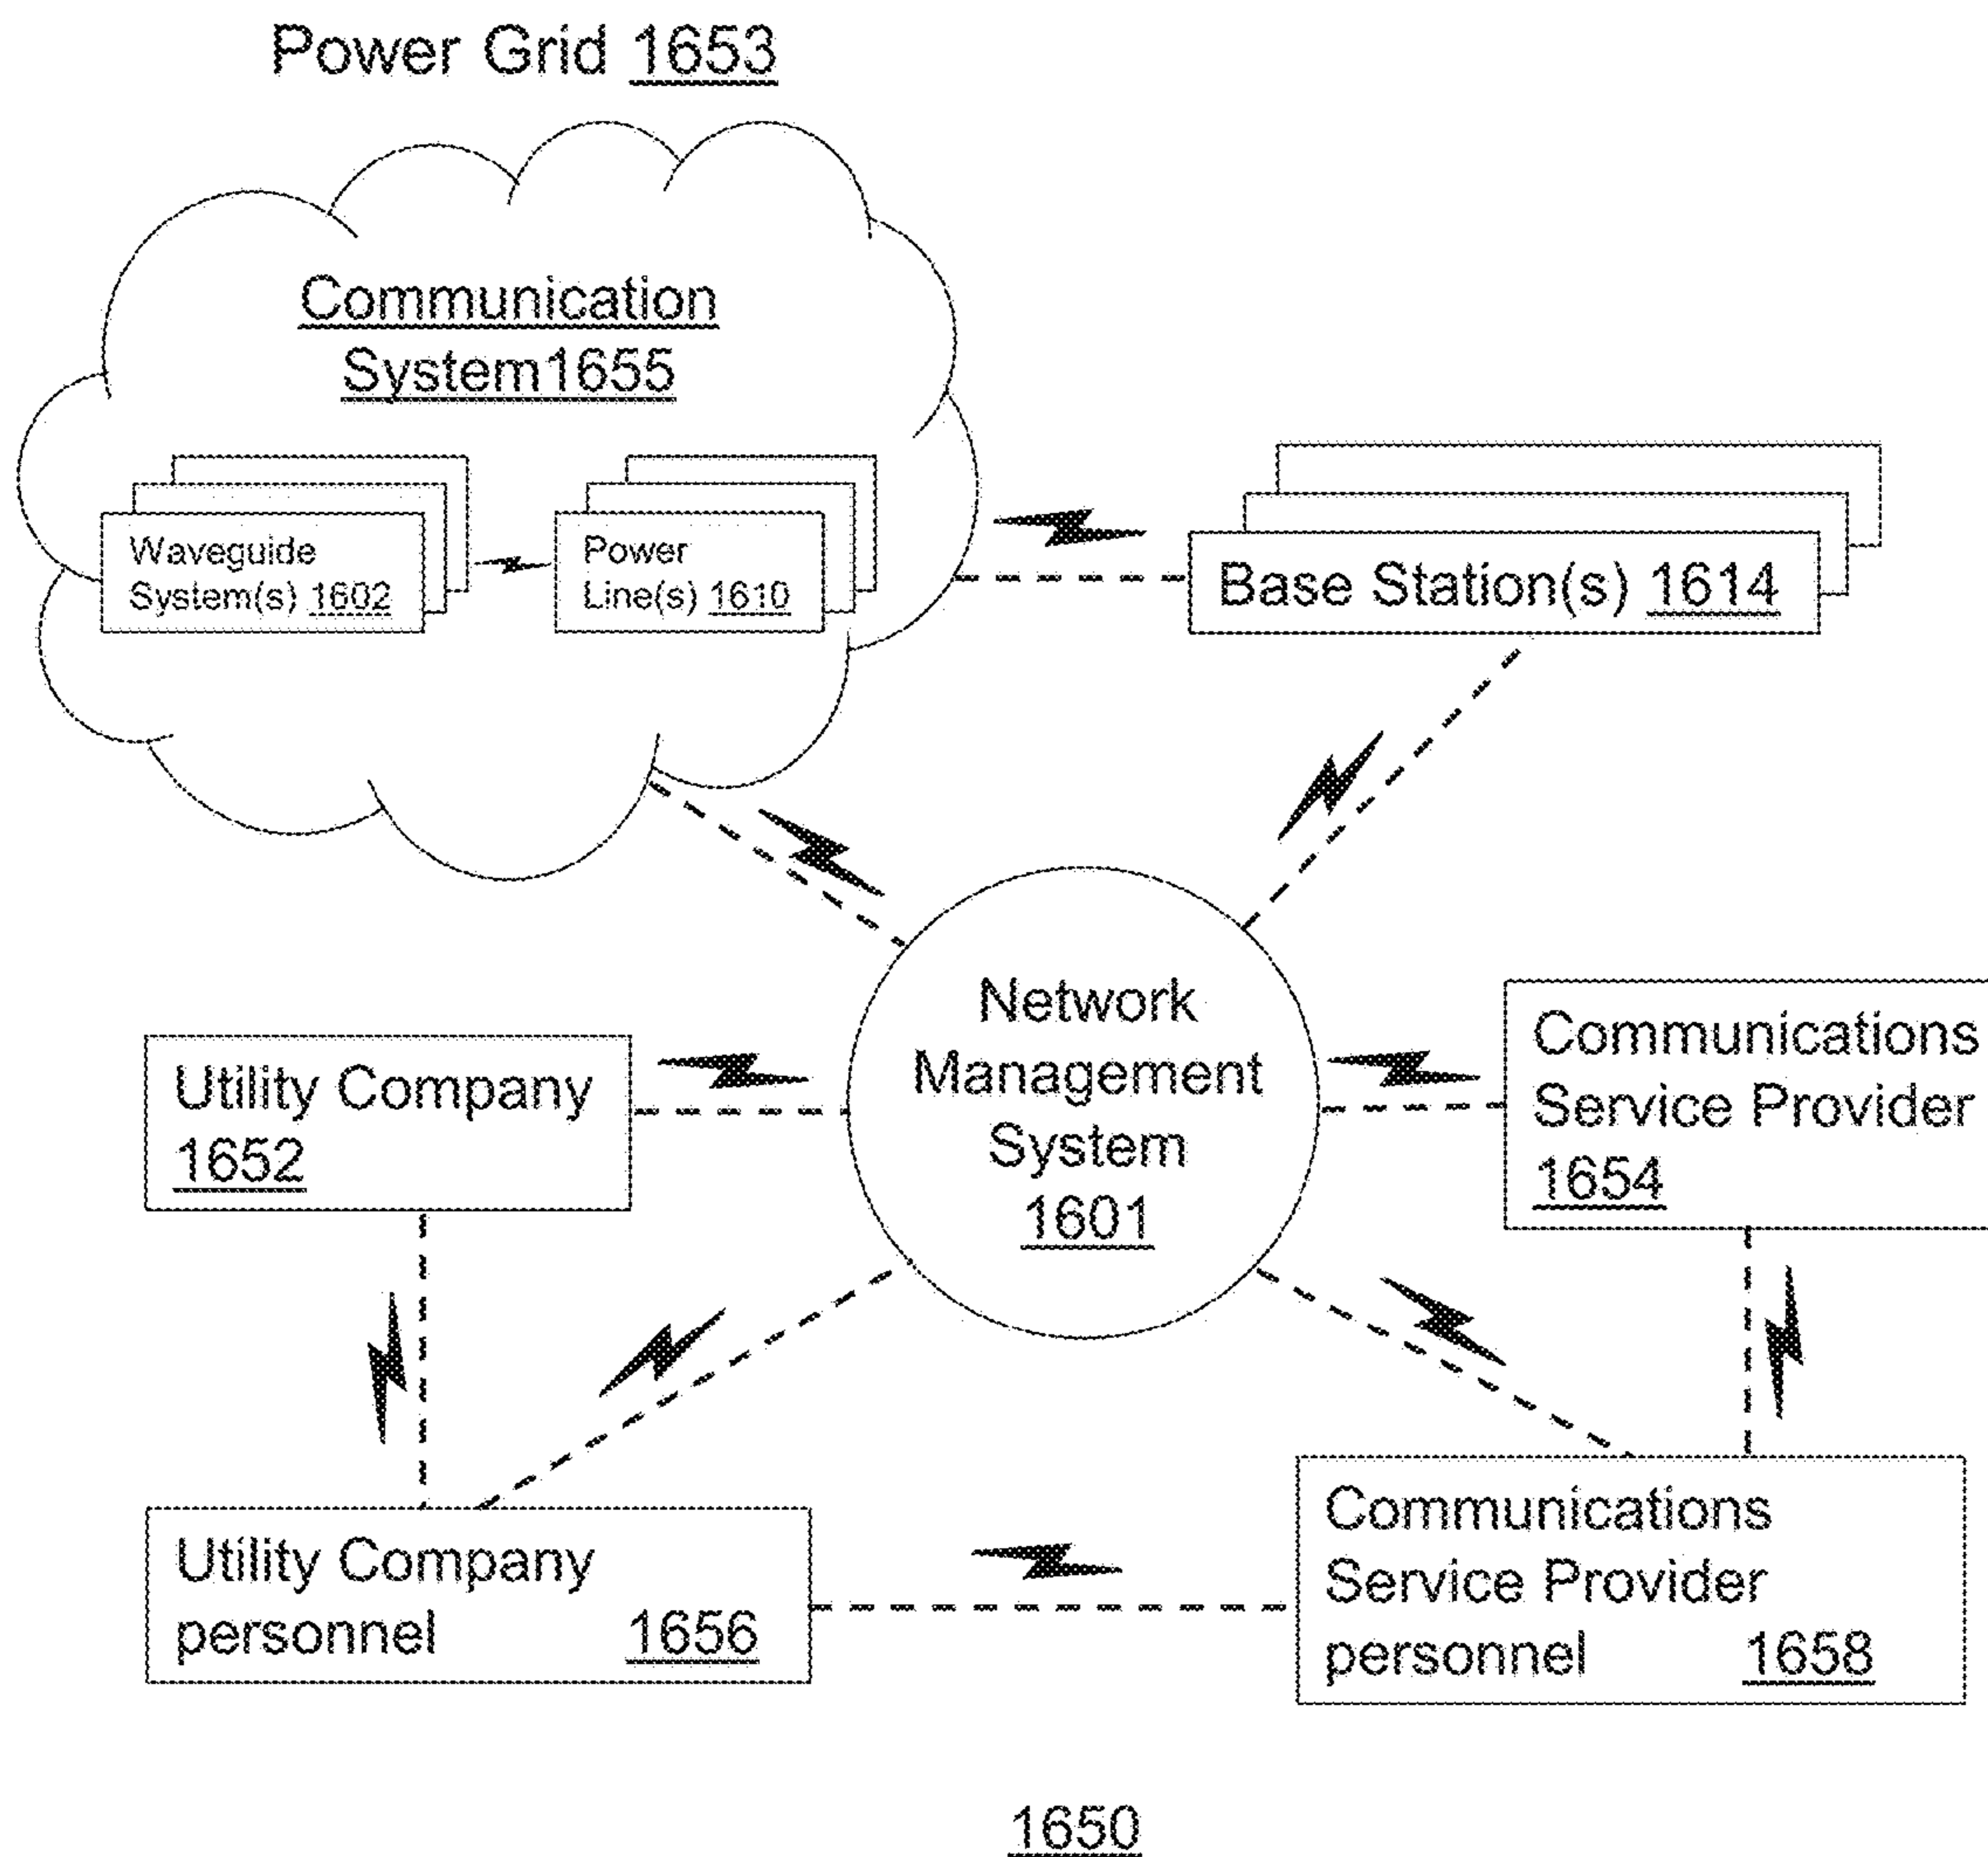 Power Grid 1653
Communication
System1655
Waveguide
System(s) 1602
Power
Line(s) 1610
Base Station(s) 1614
Network
Management
System
1601
Utility Company
1652
Communications
Service Provider
1654
Utility Company
personnel 1656
Communications
Service Provider
personnel 1658
1650